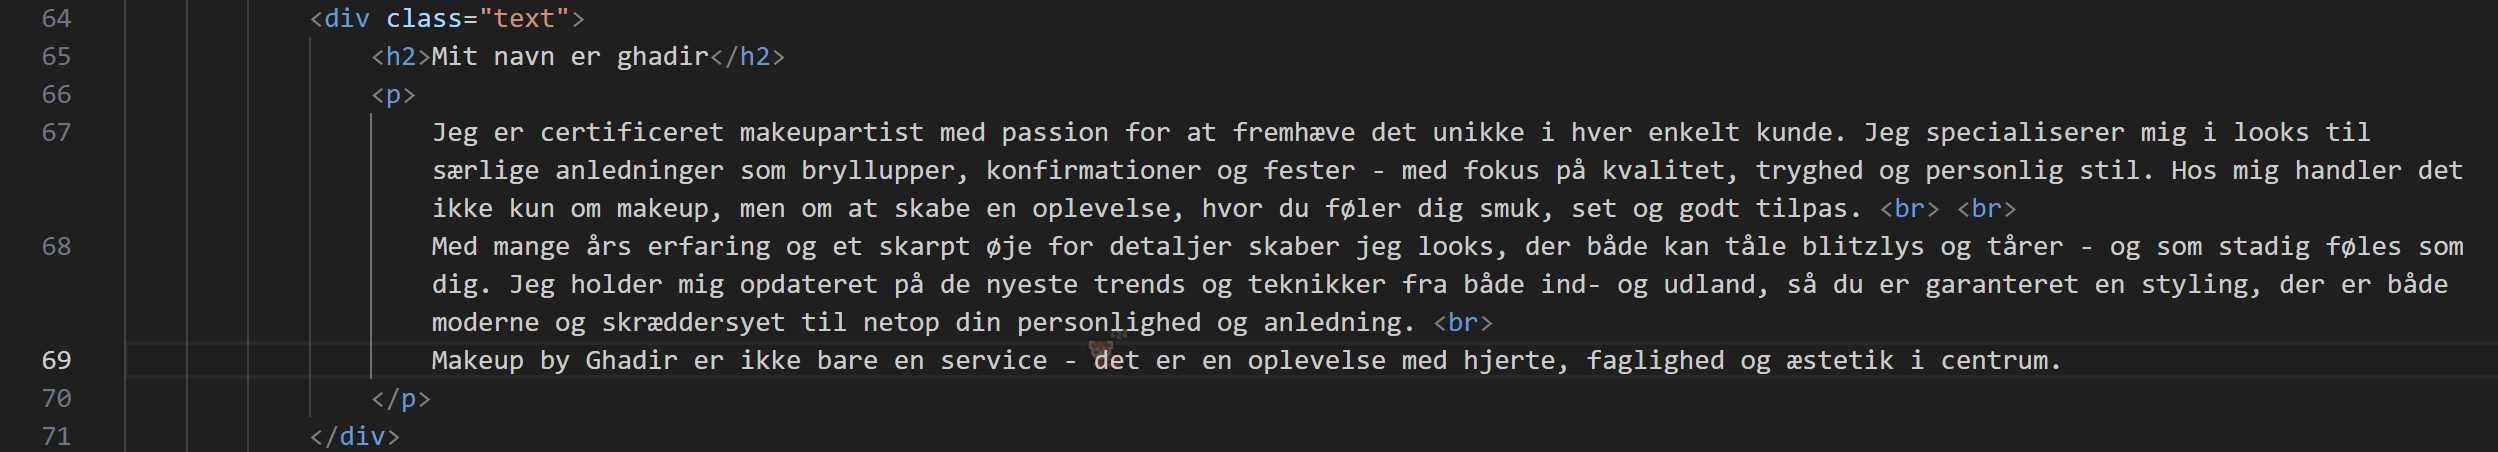 64 <div class="text">
65 <h2>Mit navn er ghadir</h2>
66 <p>
67 Jeg er certificeret makeupartist med passion for at fremhæve det unikke i hver enkelt kunde. Jeg specialiserer mig i looks til
særlige anledninger som bryllupper, konfirmationer og fester - med fokus på kvalitet, tryghed og personlig stil. Hos mig handler det
ikke kun om makeup, men om at skabe en oplevelse, hvor du føler dig smuk, set og godt tilpas. <br> <br>
68 Med mange års erfaring og et skarpt øje for detaljer skaber jeg looks, der både kan tåle blitzlys og tårer - og som stadig føles som
dig. Jeg holder mig opdateret på de nyeste trends og teknikker fra både ind- og udland, så du er garanteret en styling, der er både
moderne og skræddersyet til netop din personlighed og anledning. <br>
69 Makeup by Ghadir er ikke bare en service - det er en oplevelse med hjerte, faglighed og æstetik i centrum.
70 </p>
71 </div>